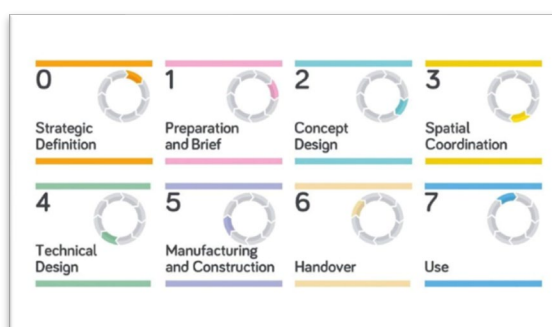 0
Strategic
Definition
1
Preparation
and Brief
2
Concept
Design
3
Spatial
Coordination
4
Technical
Design
5
Manufacturing
and Construction
6
Handover
7
Use